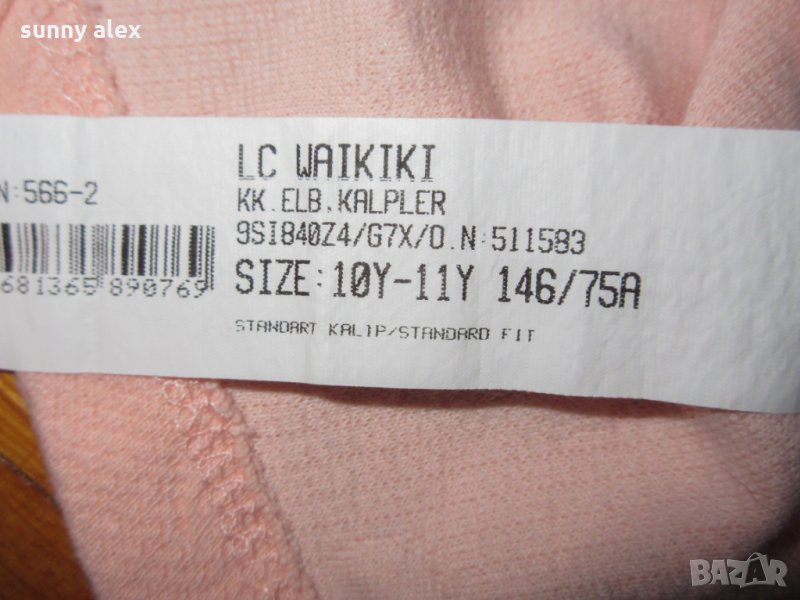 sunny alex
N:566-2
681365 890769
LC WAIKIKI
KK.ELB.KALPLER
9SI840Z4/G7X/O.N:511583
SIZE:10Y-11Y 146/75A
STANDART KALIP/STANDARD FIT
BAZAR